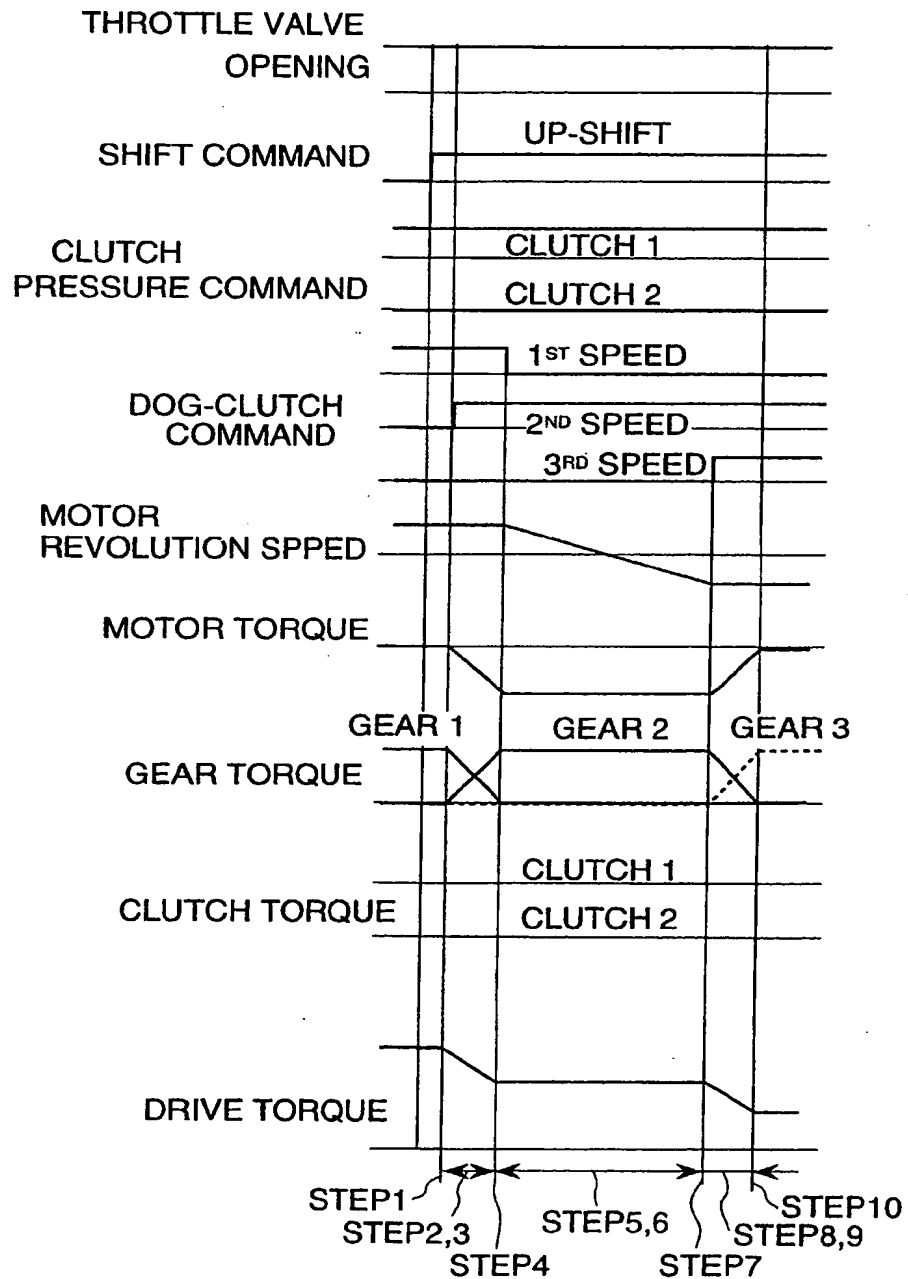 THROTTLE VALVE
OPENING
UP-SHIFT
SHIFT COMMAND
CLUTCH
PRESSURE COMMAND
CLUTCH 1
CLUTCH 2
1ST SPEED
DOG-CLUTCH
COMMAND
2ND SPEED
3RD SPEED
MOTOR
REVOLUTION SPPED
MOTOR TORQUE
GEAR 1
GEAR 2
GEAR 3
GEAR TORQUE
CLUTCH 1
CLUTCH TORQUE
CLUTCH 2
DRIVE TORQUE
STEP1
STEP2,3
STEP4
STEP5,6
STEP7
STEP8,9
STEP10